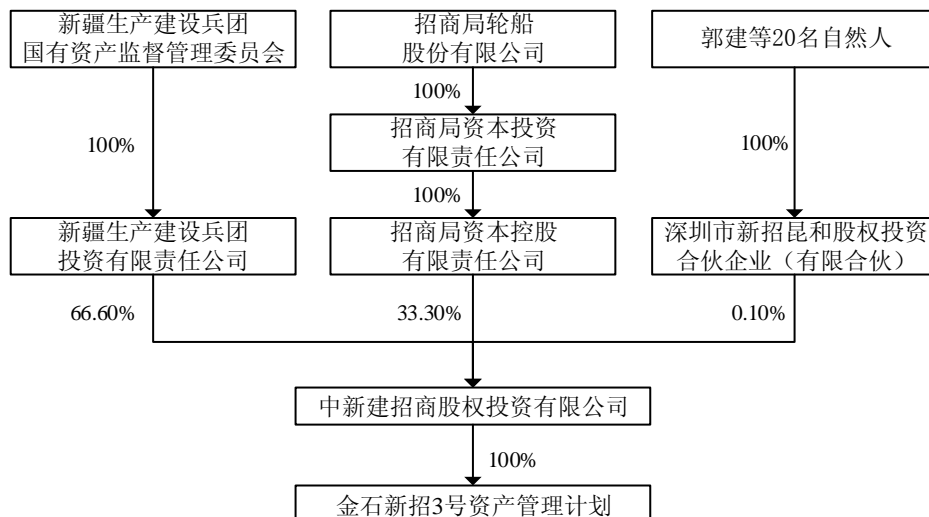 新疆生产建设兵团
国有资产监督管理委员会
招商局轮船
股份有限公司
郭建等20名自然人
100%
招商局资本投资
有限责任公司
100%
100%
100%
新疆生产建设兵团
投资有限责任公司
招商局资本控股
有限责任公司
深圳市新招昆和股权投资
合伙企业（有限合伙）
66.60%
33.30%
0.10%
中新建招商股权投资有限公司
100%
金石新招3号资产管理计划